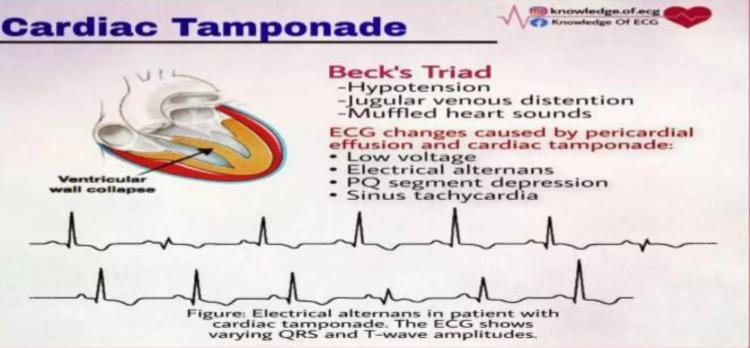 Cardiac Tamponade
knowledge.of.ecg
Knowledge Of ECG
Beck's Triad
-Hypotension
-Jugular venous distention
-Muffled heart sounds
ECG changes caused by pericardial
effusion and cardiac tamponade:
• Low voltage
• Electrical alternans
• PQ segment depression
• Sinus tachycardia
Ventricular
wall collapse
Figure: Electrical alternans in patient with
cardiac tamponade. The ECG shows
varying QRS and T-wave amplitudes.